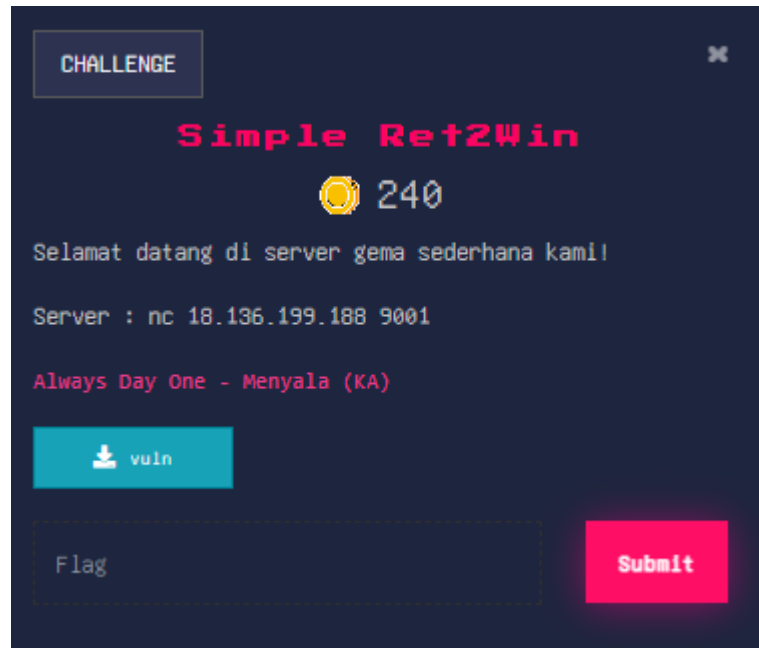 CHALLENGE
Simple Ret2Win
240
Selamat datang di server gema sederhana kami!
Server : nc 18.136.199.188 9001
Always Day One - Menyala (KA)
vuln
Flag
Submit